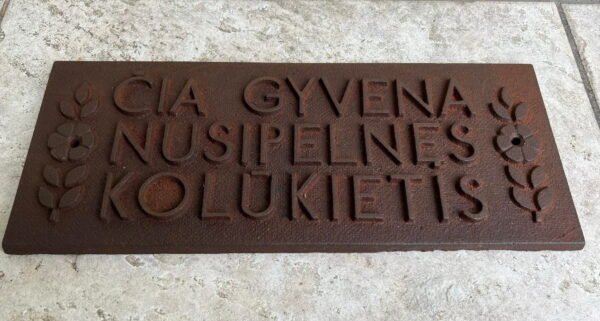 ČIA GYVENA
NUSIPELNĘS
KOLŪKIETIS